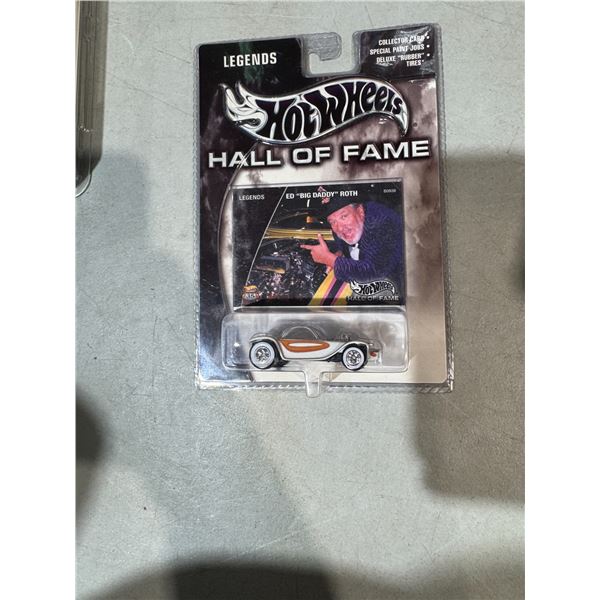 LEGENDS
COLLECTOR CARD •
SPECIAL PAINT JOBS •
DELUXE "RUBBER" •
TIRES
HOT WHEELS
HALL OF FAME
LEGENDS
ED "BIG DADDY" ROTH
HOT WHEELS
HALL OF FAME